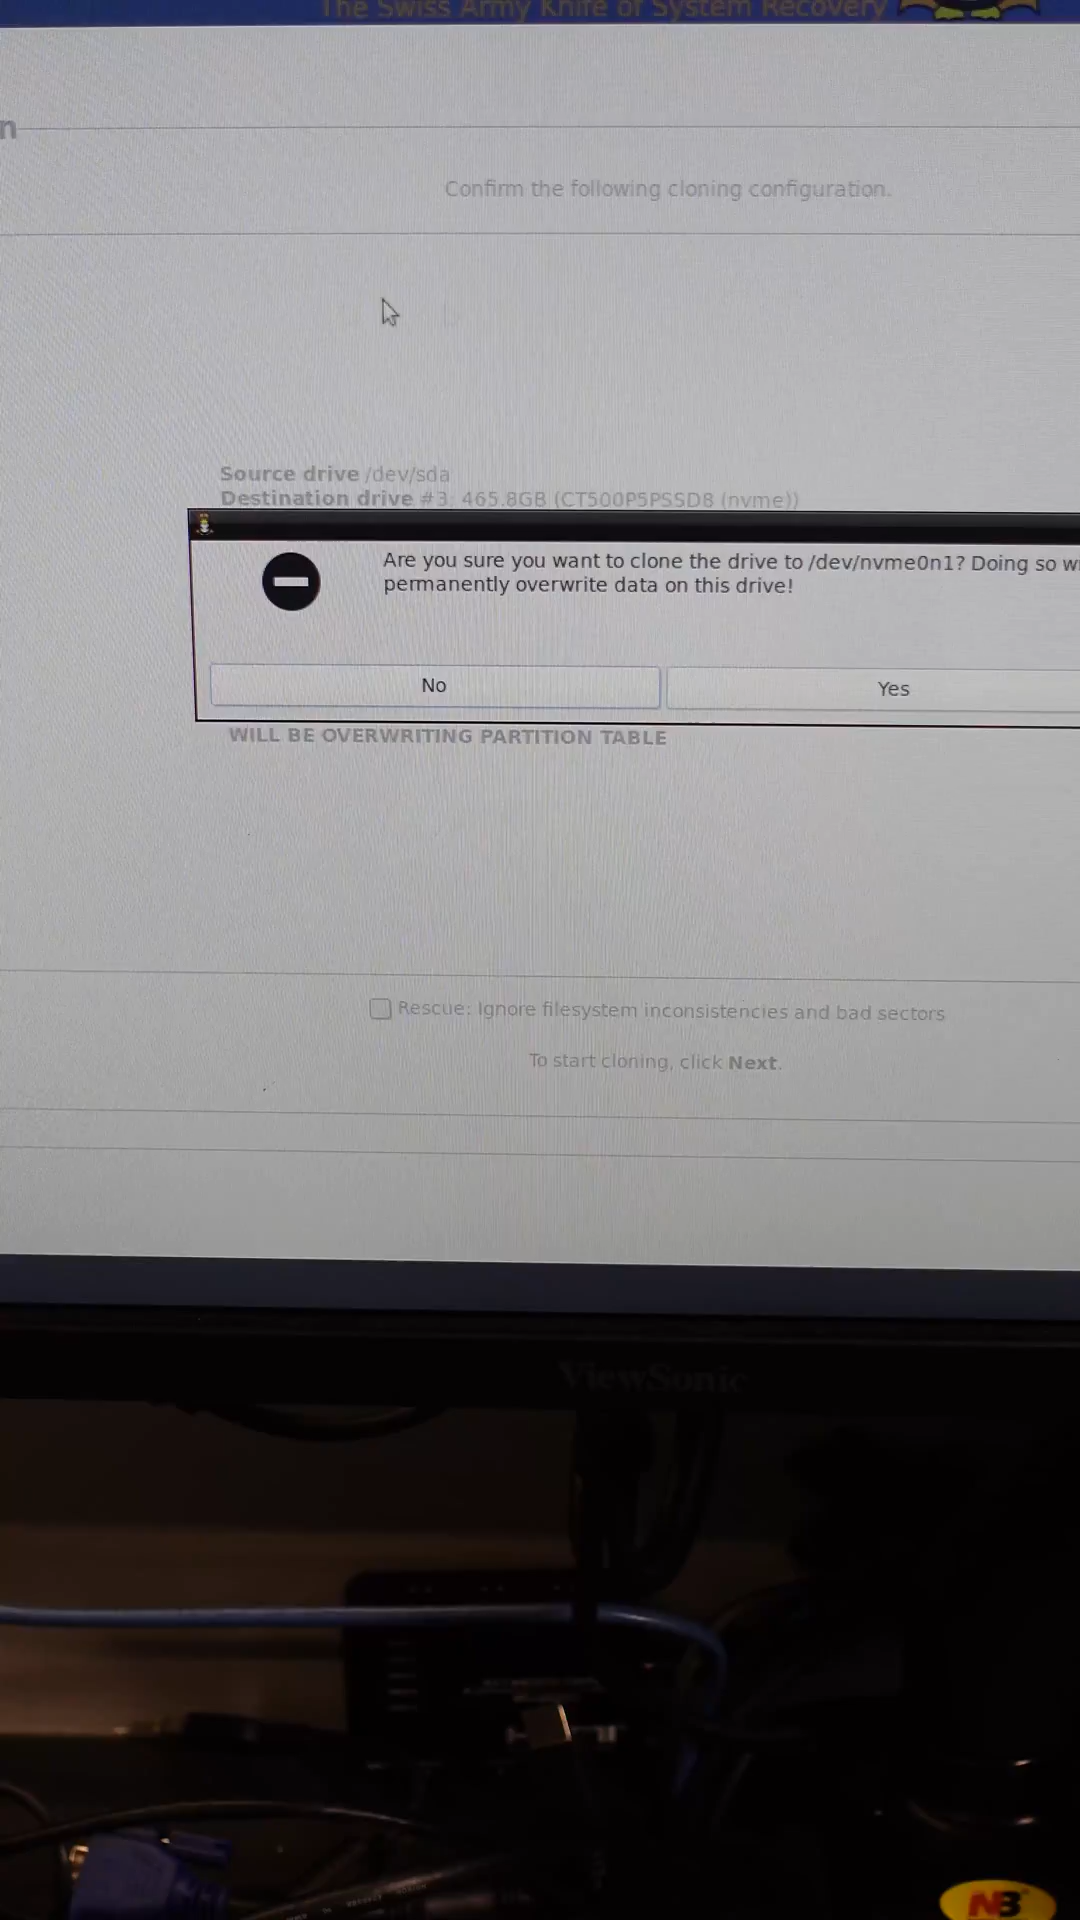 The Swiss Army Knife of System Recovery
n
Confirm the following cloning configuration.
Source drive /dev/sda
Destination drive #3: 465.8GB (CT500P5PSSD8 (nvme))
Are you sure you want to clone the drive to /dev/nvme0n1? Doing so w
permanently overwrite data on this drive!
No
Yes
WILL BE OVERWRITING PARTITION TABLE
Rescue: Ignore filesystem inconsistencies and bad sectors
To start cloning, click Next.
ViewSonic
NB